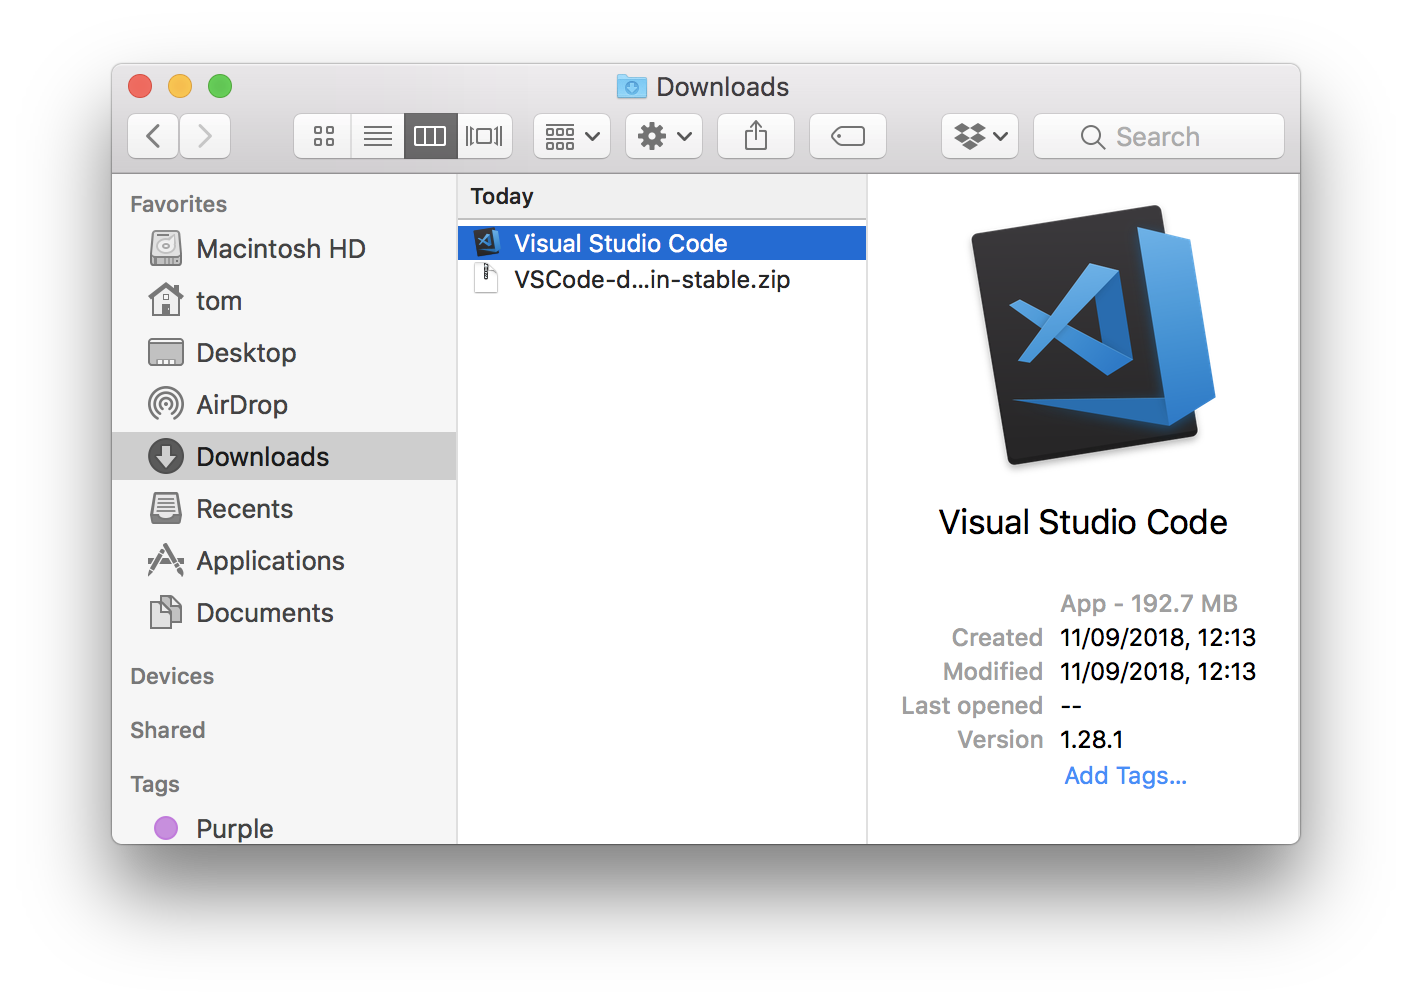 Downloads
Search
Favorites
Macintosh HD
tom
Desktop
AirDrop
Downloads
Recents
Applications
Documents
Devices
Shared
Tags
Purple
Today
Visual Studio Code
VSCode-d...in-stable.zip
Visual Studio Code
App - 192.7 MB
Created 11/09/2018, 12:13
Modified 11/09/2018, 12:13
Last opened --
Version 1.28.1
Add Tags...